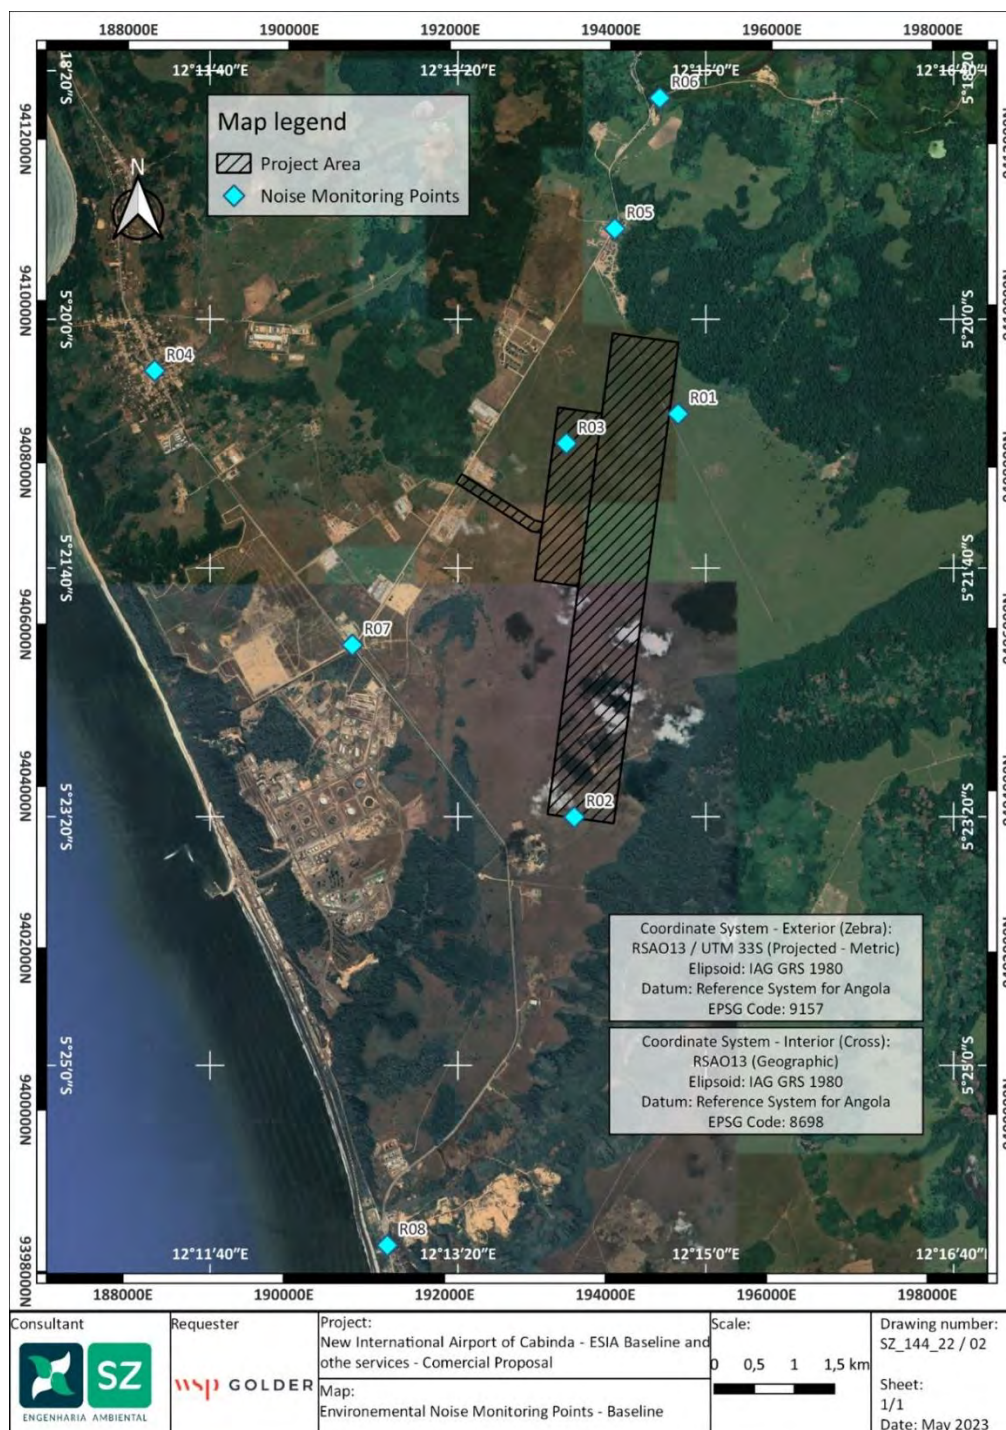 188000E 190000E 192000E 194000E 196000E 198000E
12°11'40"E 12°13'20"E 12°15'0"E
5°18'20
9412000N
R06
Map legend
Project Area
Noise Monitoring Points
N
R05
9410000N
5°20'0"S 5°20'0"S
R04
R01
R03
9408000N
5°21'40"S 5°21'40"S
9406000N
R07
9404000N
5°23'20"S 5°23'20"S
R02
Coordinate System - Exterior (Zebra):
RSAO13 / UTM 33S (Projected - Metric)
Elipsoid: IAG GRS 1980
Datum: Reference System for Angola
EPSG Code: 9157
9402000N
Coordinate System - Interior (Cross):
RSAO13 (Geographic)
Elipsoid: IAG GRS 1980
Datum: Reference System for Angola
EPSG Code: 8698
5°25'0"S 5°25'0"S
9400000N
R08
9398000N
12°11'40"E 12°13'20"E 12°15'0"E 12°16'40"E
188000E 190000E 192000E 194000E 196000E 198000E
Consultant
SZ
ENGENHARIA AMBIENTAL
Requester
wsp GOLDER
Project:
New International Airport of Cabinda - ESIA Baseline and
othe services - Comercial Proposal
Map:
Environemental Noise Monitoring Points - Baseline
Scale:
0 0,5 1 1,5 km
Drawing number:
SZ_144_22 / 02
Sheet:
1/1
Date: May 2023